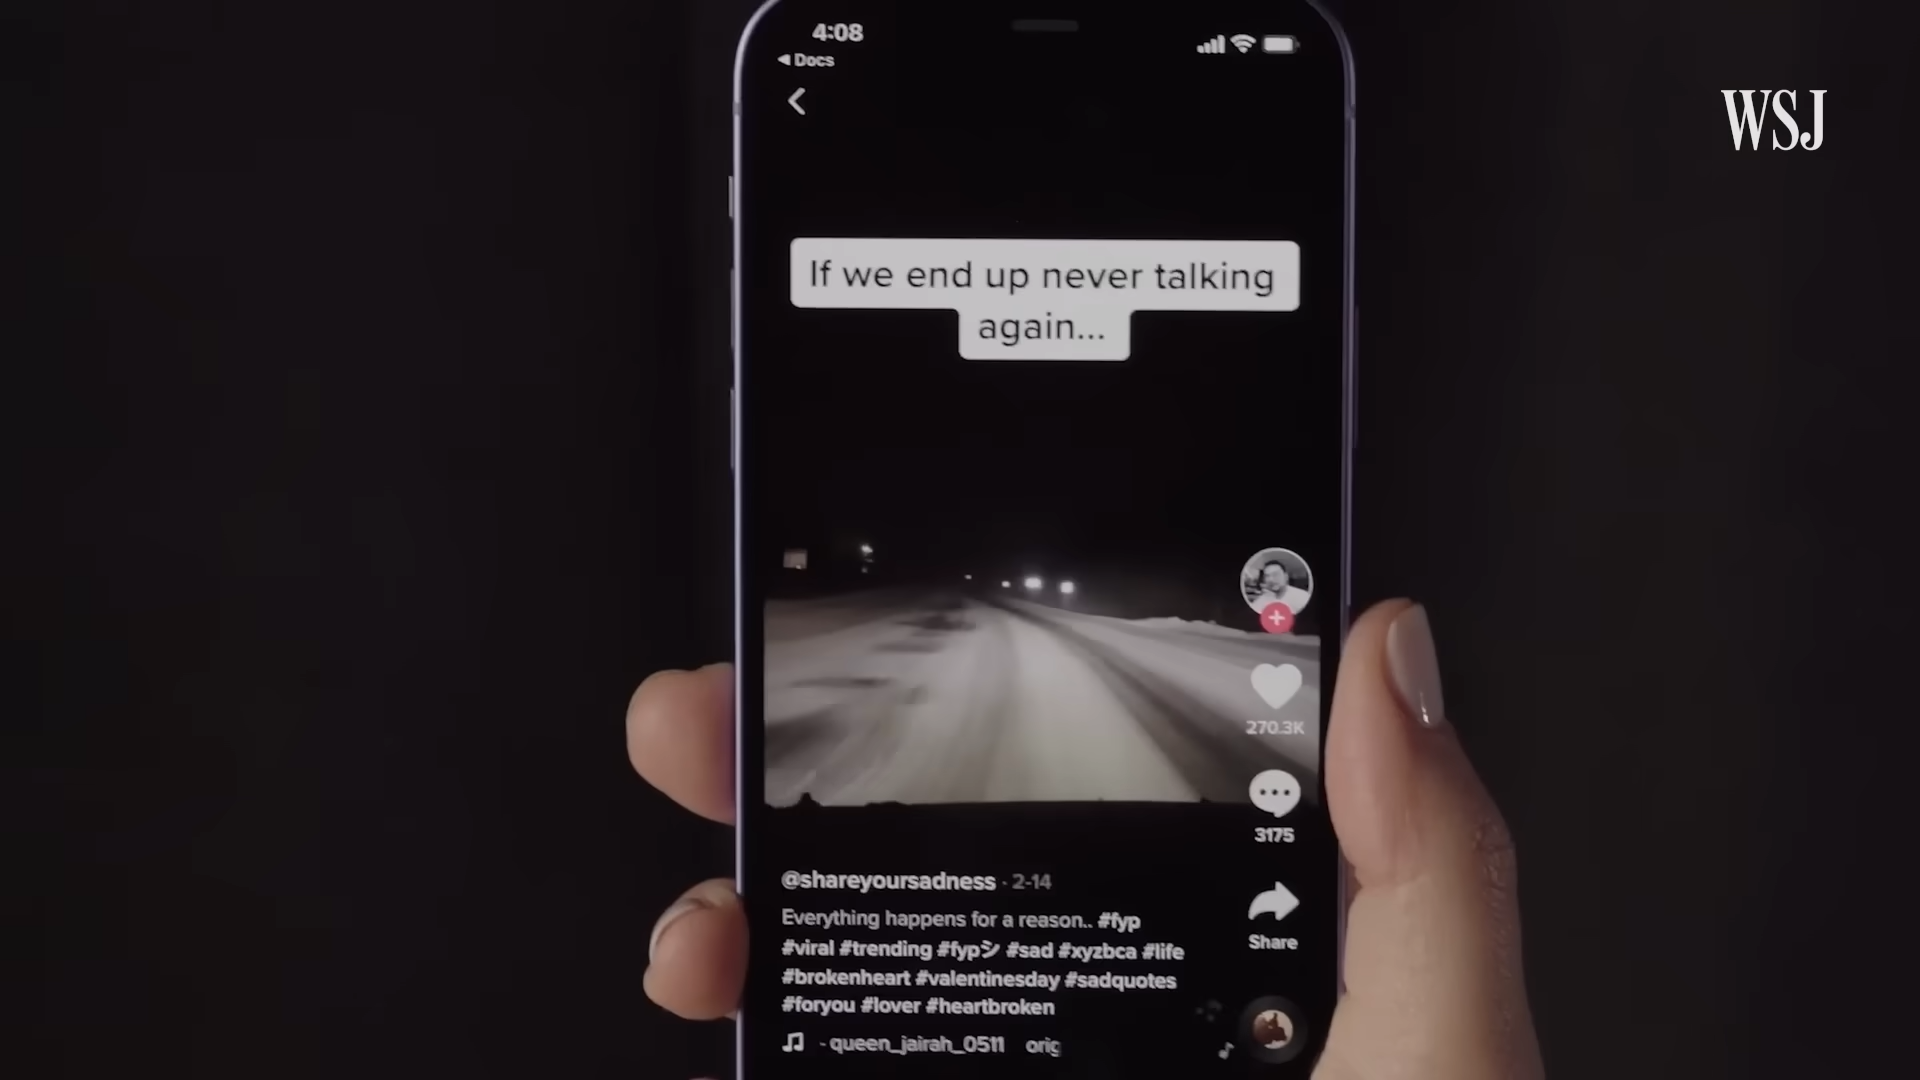 4:08
◀ Docs
WSJ
If we end up never talking
again...
270.3K
3175
@shareyoursadness · 2-14
Everything happens for a reason.. #fyp
#viral #trending #fypシ #sad #xyzbca #life
#brokenheart #valentinesday #sadquotes
#foryou #lover #heartbroken
Share
- queen_jairah_0511 orig